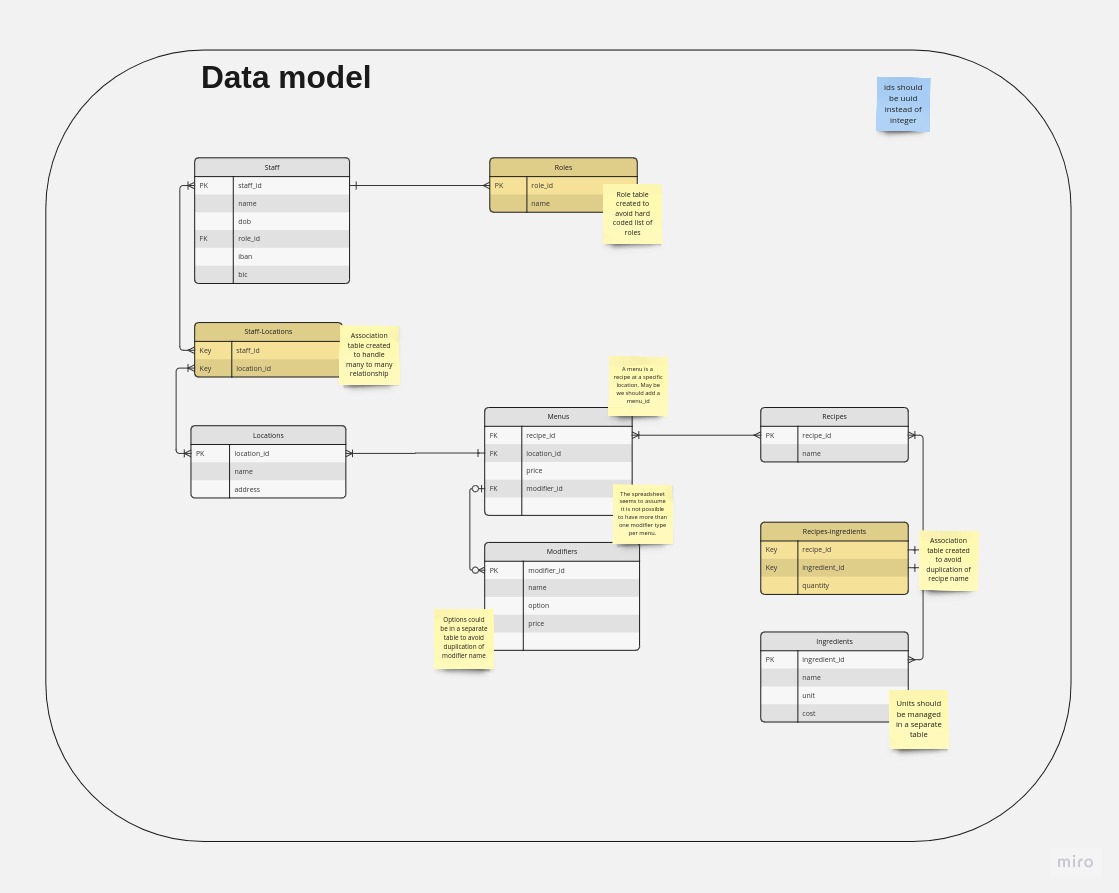 Data model
ids should
be uuid
instead of
integer
Staff
PK staff_id
name
dob
FK role_id
iban
bic
Roles
PK role_id
name
Role table
created to
avoid hard
coded list of
roles
Staff-Locations
Key staff_id
Key location_id
Association
table created
to handle
many to many
relationship
Locations
PK location_id
name
address
A menu is a
recipe at a specific
location. May be
we should add a
menu_id
Menus
FK recipe_id
FK location_id
price
FK modifier_id
The spreadsheet
seems to assume
it is not possible
to have more than
one modifier type
per menu.
Modifiers
PK modifier_id
name
option
price
Options could
be in a separate
table to avoid
duplication of
modifier name
Recipes
PK recipe_id
name
Recipes-ingredients
Key recipe_id
Key ingredient_id
quantity
Association
table created
to avoid
duplication of
recipe name
Ingredients
PK Ingredient_id
name
unit
cost
Units should
be managed
in a separate
table
miro